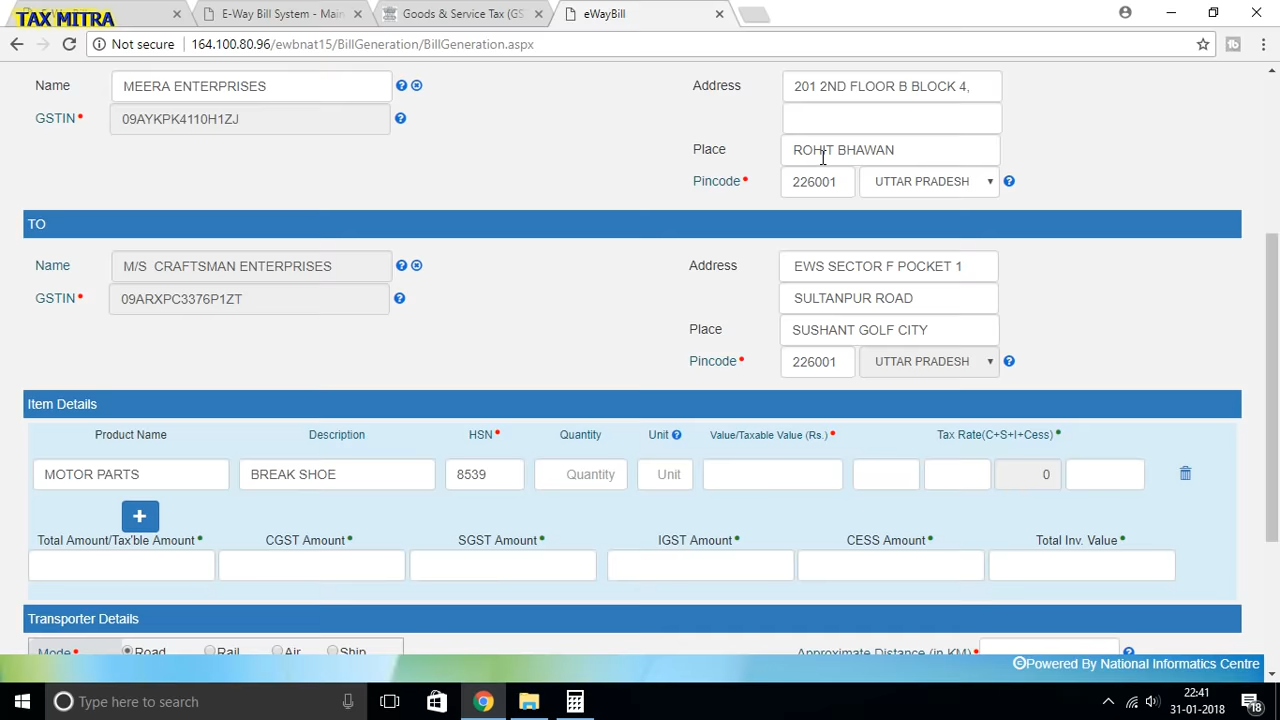 TAX MITRA
E-Way Bill System - Main
Goods & Service Tax (GS
eWayBill
Not secure 164.100.80.96/ewbnat15/BillGeneration/BillGeneration.aspx
Name MEERA ENTERPRISES Address 201 2ND FLOOR B BLOCK 4,
GSTIN* 09AYKPK4110H1ZJ
Place ROHIT BHAWAN
Pincode* 226001 UTTAR PRADESH
TO
Name M/S CRAFTSMAN ENTERPRISES Address EWS SECTOR F POCKET 1
GSTIN* 09ARXPC3376P1ZT SULTANPUR ROAD
Place SUSHANT GOLF CITY
Pincode* 226001 UTTAR PRADESH
Item Details
Product Name Description HSN* Quantity Unit Value/Taxable Value (Rs.)* Tax Rate(C+S+I+Cess)*
MOTOR PARTS BREAK SHOE 8539 Quantity Unit 0
+
Total Amount/Tax'ble Amount* CGST Amount* SGST Amount* IGST Amount* CESS Amount* Total Inv. Value*
Transporter Details
Mode* Road Rail Air Ship Approximate Distance (in KM)*
©Powered By National Informatics Centre
Type here to search
22:41
31-01-2018
18